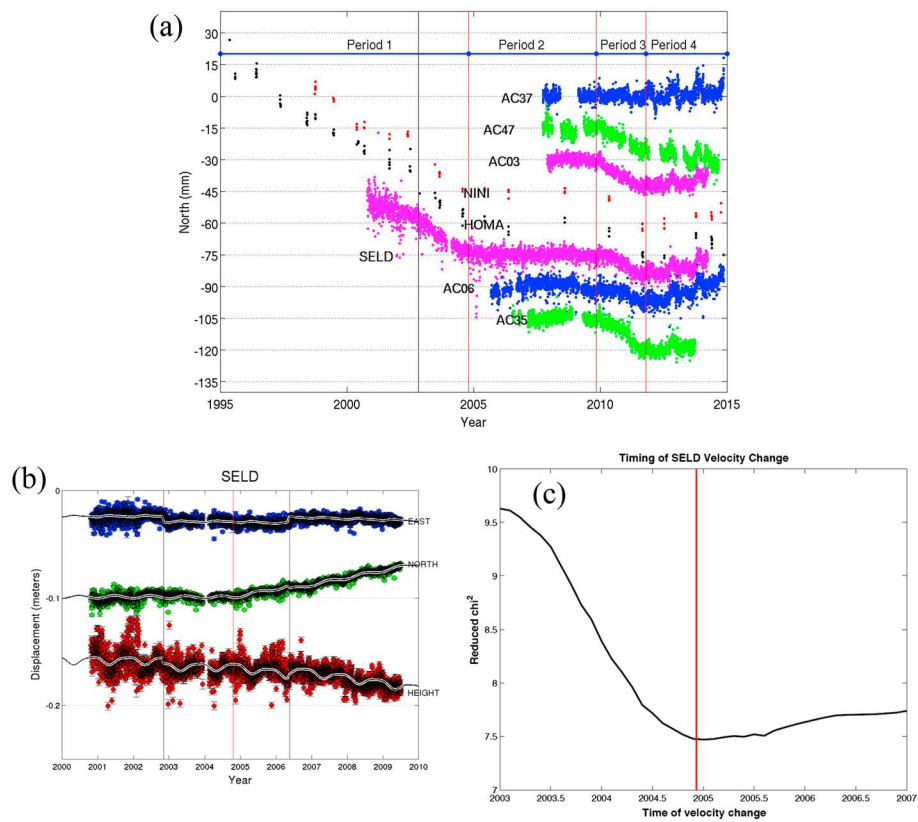 (a)
30
15
0
-15
-30
-45
-60
-75
-90
-105
-120
-135
North (mm)
Period 1 Period 2 Period 3 Period 4
AC37
AC47
AC03
NINI
HOMA
SELD
AC06
AC35
1995 2000 2005 2010 2015
Year
(b)
SELD
0
-0.1
-0.2
Displacement (meters)
EAST
NORTH
HEIGHT
2000 2001 2002 2003 2004 2005 2006 2007 2008 2009 2010
Year
Timing of SELD Velocity Change
(c)
10
9.5
9
8.5
8
7.5
7
Reduced chi²
2003 2003.5 2004 2004.5 2005 2005.5 2006 2006.5 2007
Time of velocity change